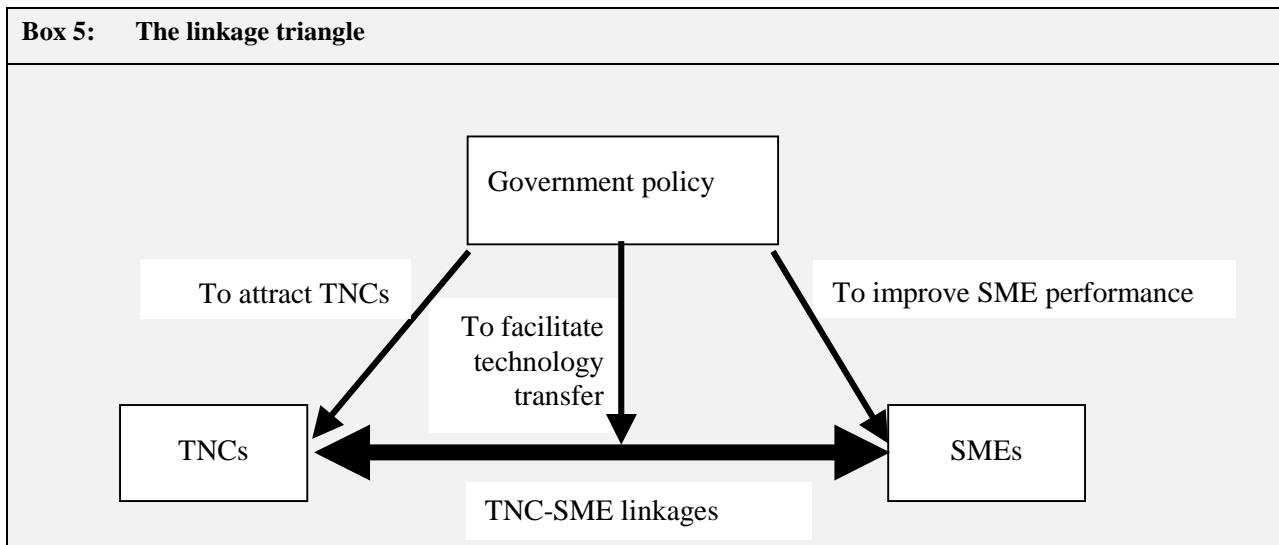 Box 5: The linkage triangle
Government policy
To attract TNCs
To improve SME performance
To facilitate
technology
transfer
TNCs
SMEs
TNC-SME linkages